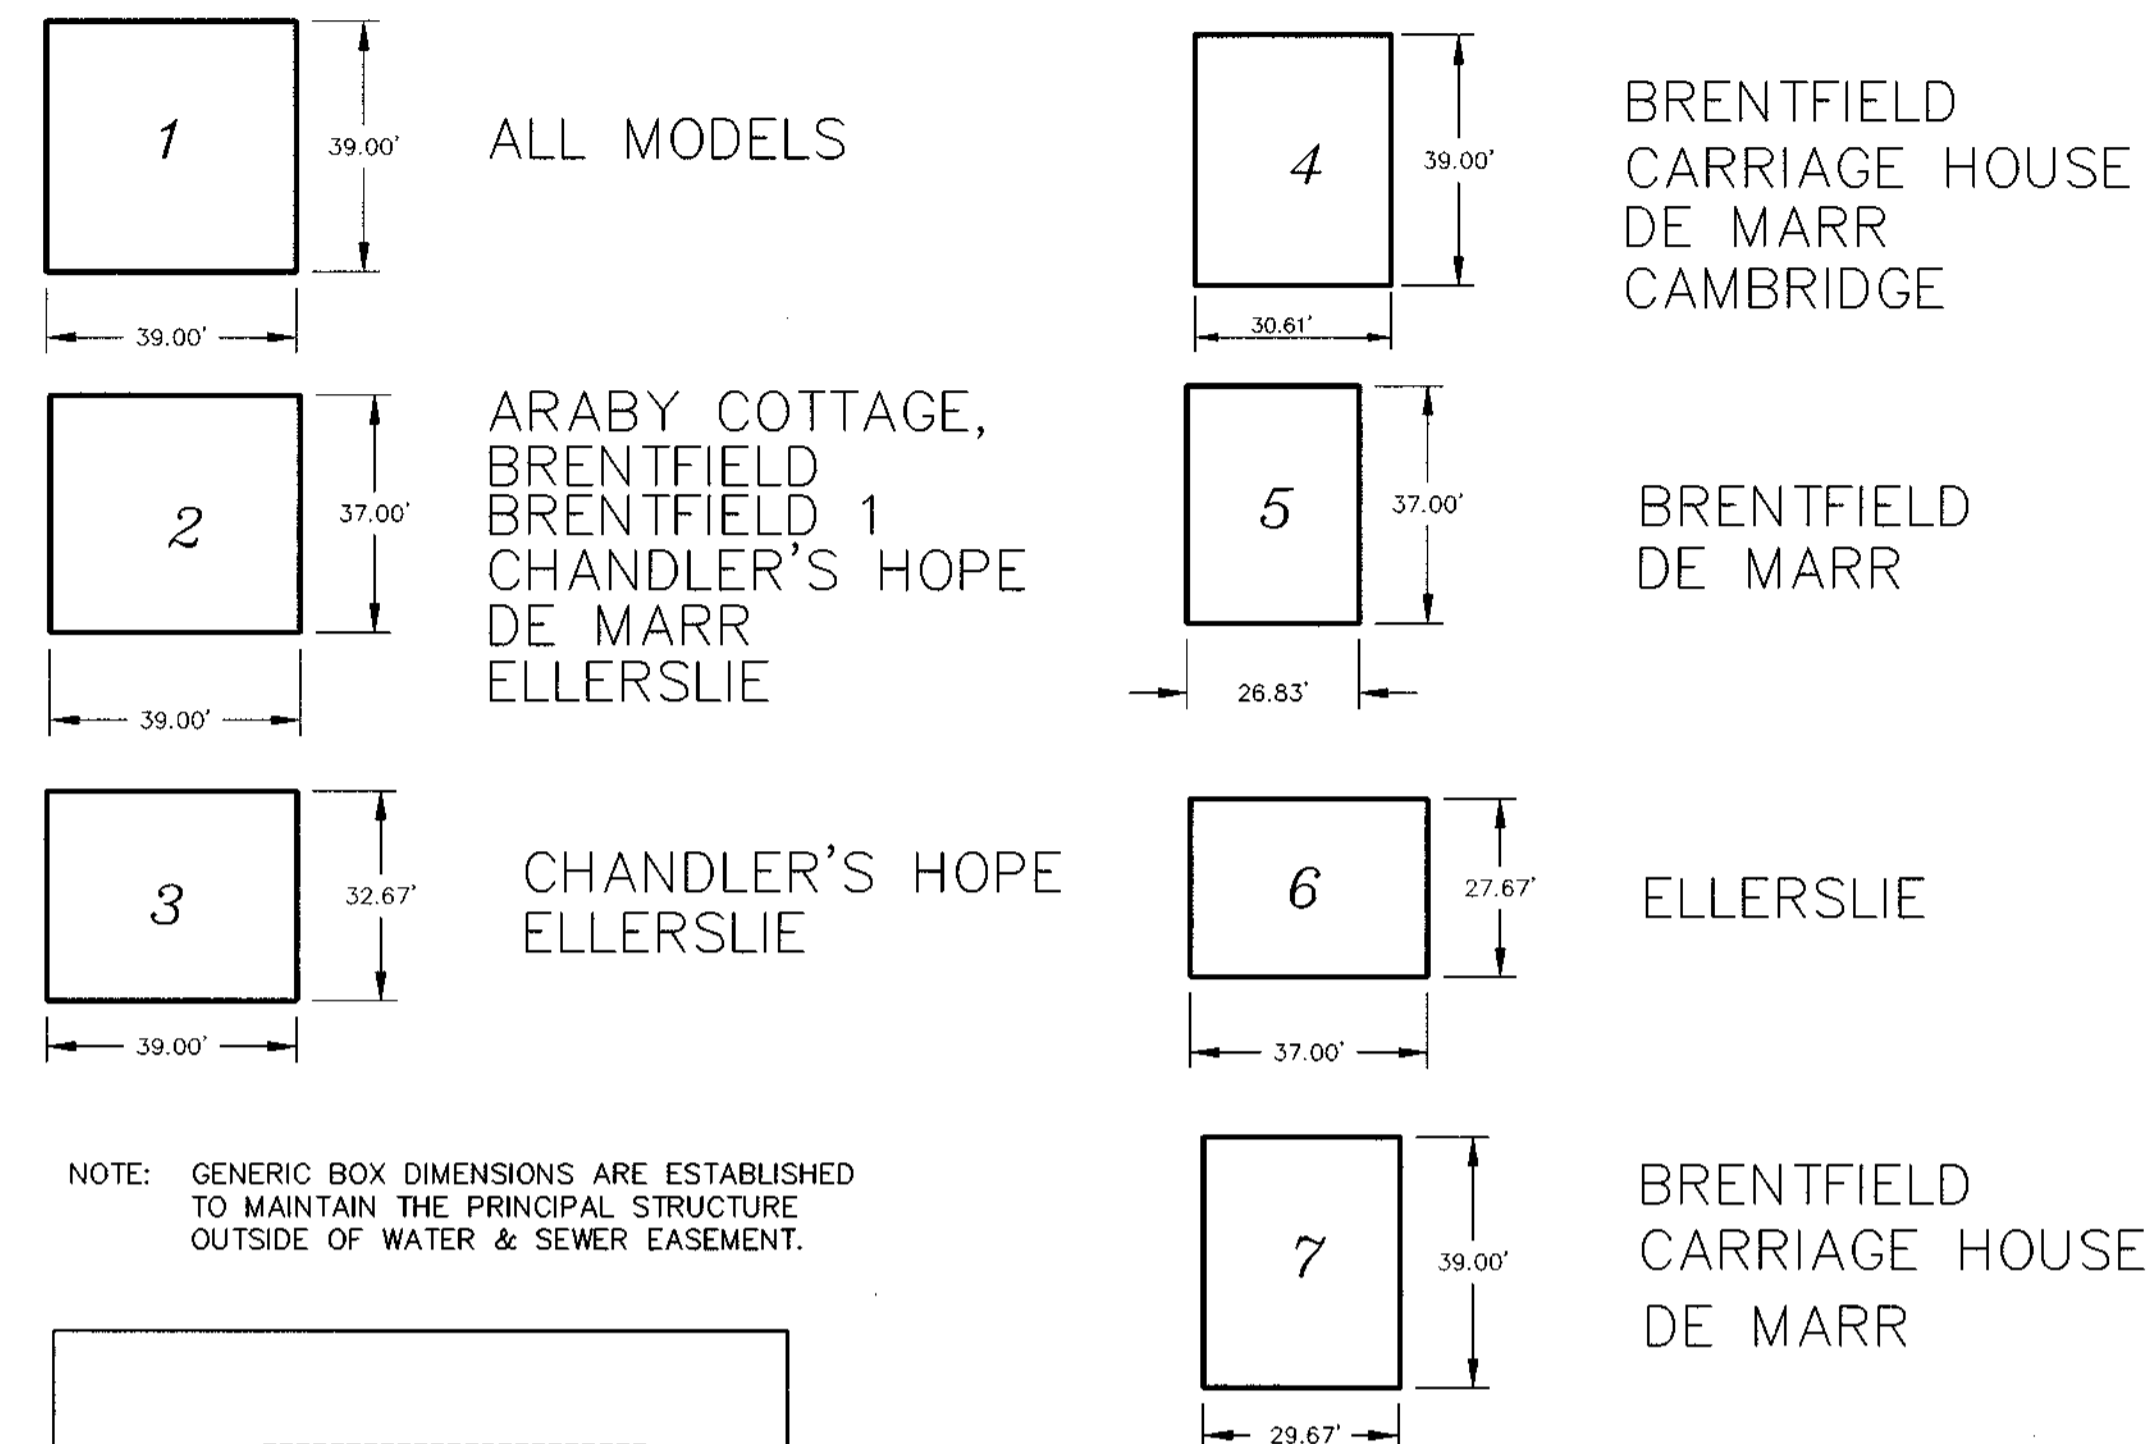 1
39.00'
39.00'
ALL MODELS
2
37.00'
39.00'
ARABY COTTAGE,
BRENTFIELD
BRENTFIELD 1
CHANDLER'S HOPE
DE MARR
ELLERSLIE
3
32.67'
39.00'
CHANDLER'S HOPE
ELLERSLIE
NOTE: GENERIC BOX DIMENSIONS ARE ESTABLISHED
TO MAINTAIN THE PRINCIPAL STRUCTURE
OUTSIDE OF WATER & SEWER EASEMENT.
4
39.00'
30.61'
BRENTFIELD
CARRIAGE HOUSE
DE MARR
CAMBRIDGE
5
37.00'
26.83'
BRENTFIELD
DE MARR
6
27.67'
37.00'
ELLERSLIE
7
39.00'
29.67'
BRENTFIELD
CARRIAGE HOUSE
DE MARR